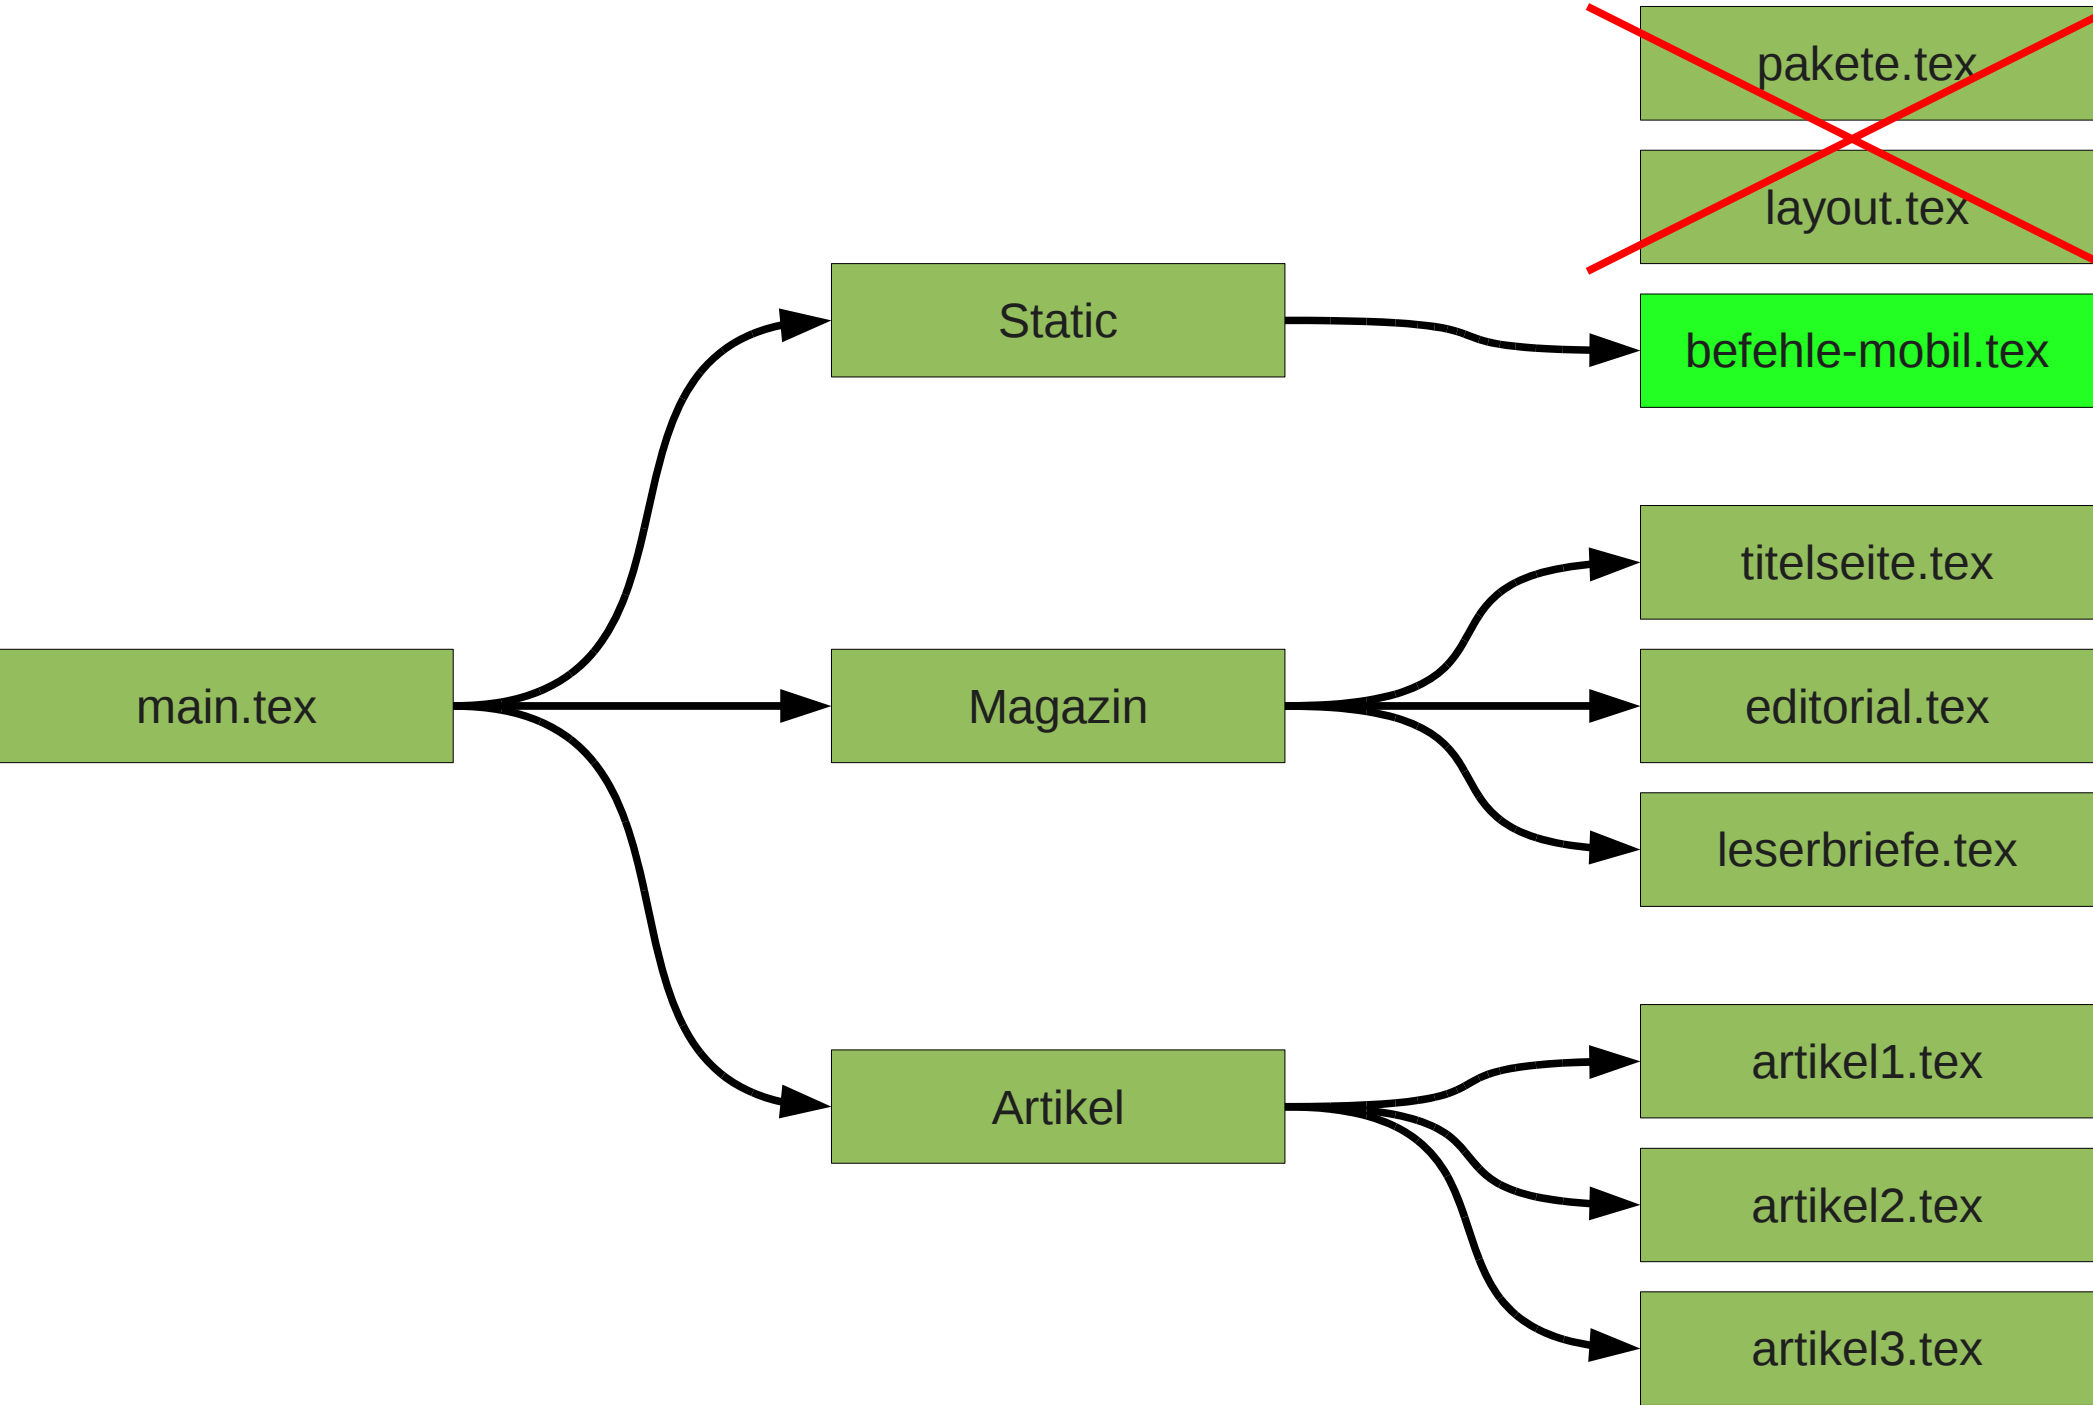 pakete.tex
layout.tex
Static
befehle-mobil.tex
titelseite.tex
main.tex
Magazin
editorial.tex
leserbriefe.tex
Artikel
artikel1.tex
artikel2.tex
artikel3.tex